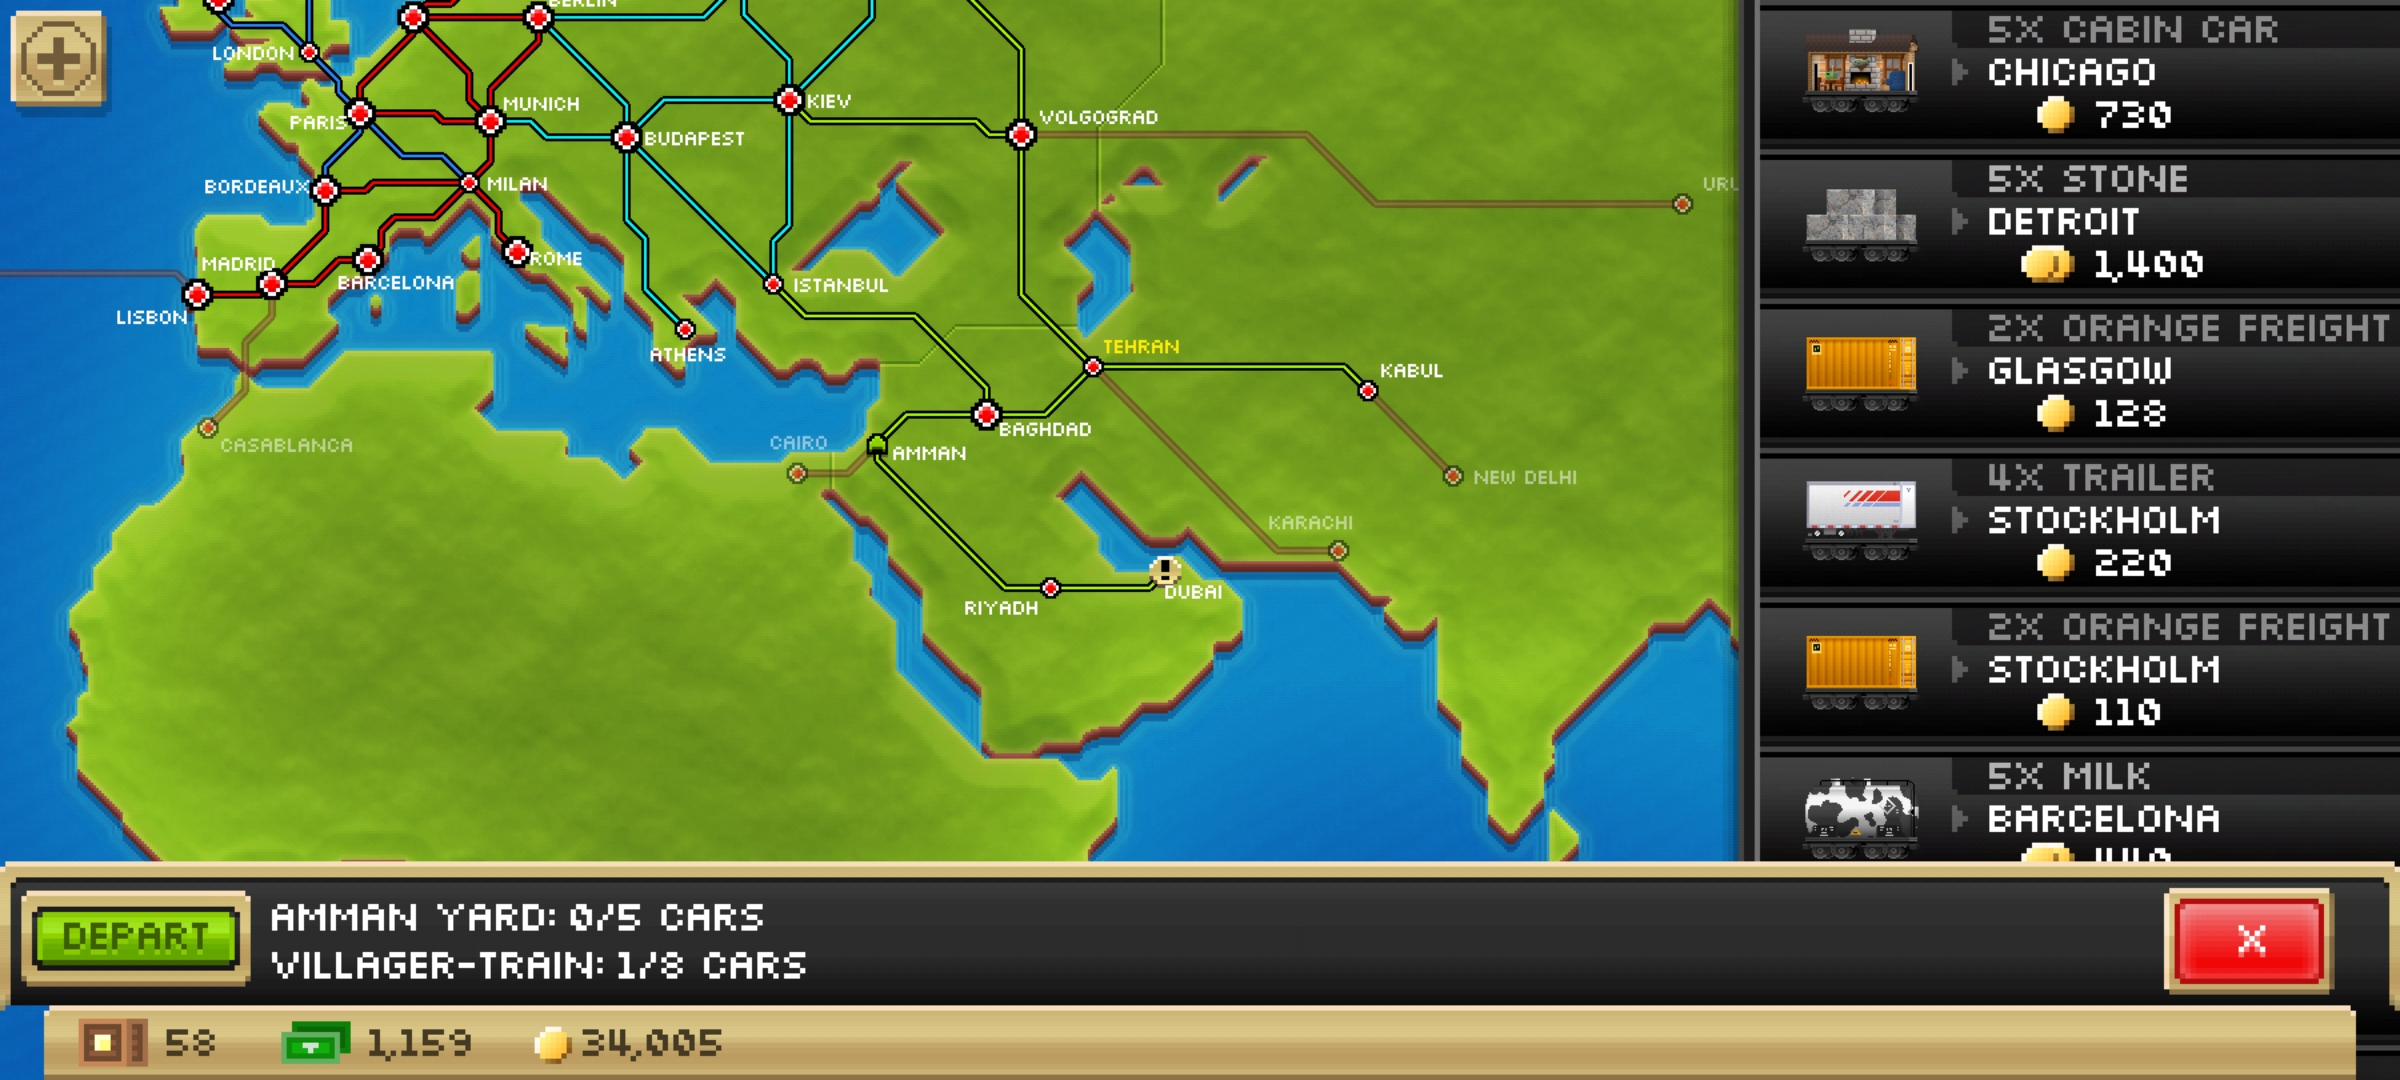 BERLIN
LONDON
MUNICH
KIEV
PARIS
VOLGOGRAD
BUDAPEST
BORDEAUX
MILAN
MADRID
ROME
BARCELONA
ISTANBUL
LISBON
ATHENS
TEHRAN
KABUL
CASABLANCA
CAIRO
BAGHDAD
AMMAN
NEW DELHI
KARACHI
DUBAI
RIYADH
5X CABIN CAR
CHICAGO
730
5X STONE
DETROIT
1,400
2X ORANGE FREIGHT
GLASGOW
128
4X TRAILER
STOCKHOLM
220
2X ORANGE FREIGHT
STOCKHOLM
110
5X MILK
BARCELONA
DEPART
AMMAN YARD: 0/5 CARS
VILLAGER-TRAIN: 1/8 CARS
X
58
1,159
34,005